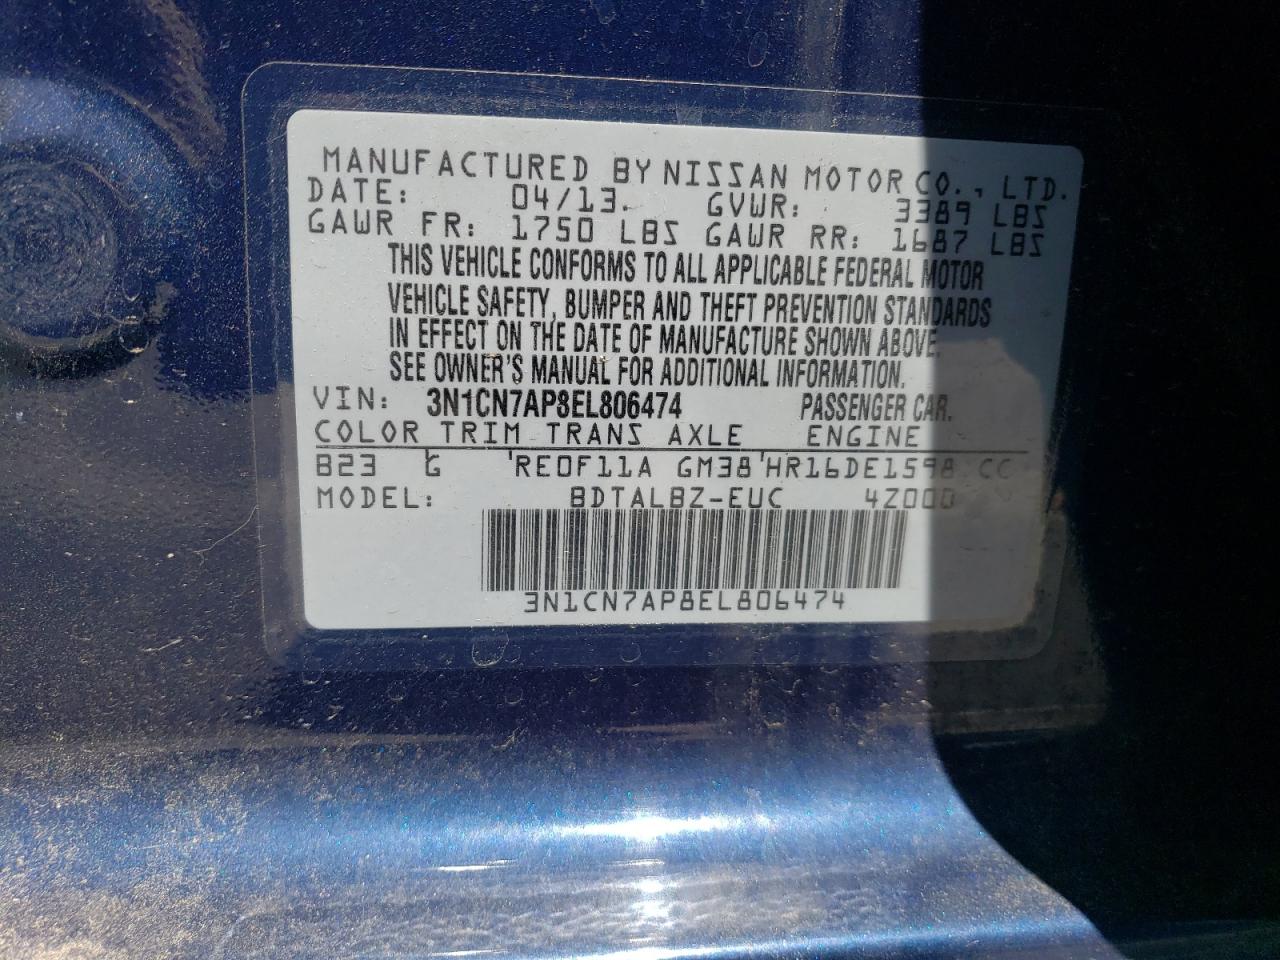 MANUFACTURED BY NISSAN MOTOR CO., LTD.
DATE: 04/13. GVWR: 3389 LBS
GAWR FR: 1750 LBS GAWR RR: 1687 LBS
THIS VEHICLE CONFORMS TO ALL APPLICABLE FEDERAL MOTOR
VEHICLE SAFETY, BUMPER AND THEFT PREVENTION STANDARDS
IN EFFECT ON THE DATE OF MANUFACTURE SHOWN ABOVE.
SEE OWNER'S MANUAL FOR ADDITIONAL INFORMATION.
VIN: 3N1CN7AP8EL806474 PASSENGER CAR.
COLOR TRIM TRANS AXLE ENGINE
B23 G RE0F11A GM38 HR16DE1598 CC
MODEL: BDTALBZ-EUC 4Z000
3N1CN7AP8EL806474